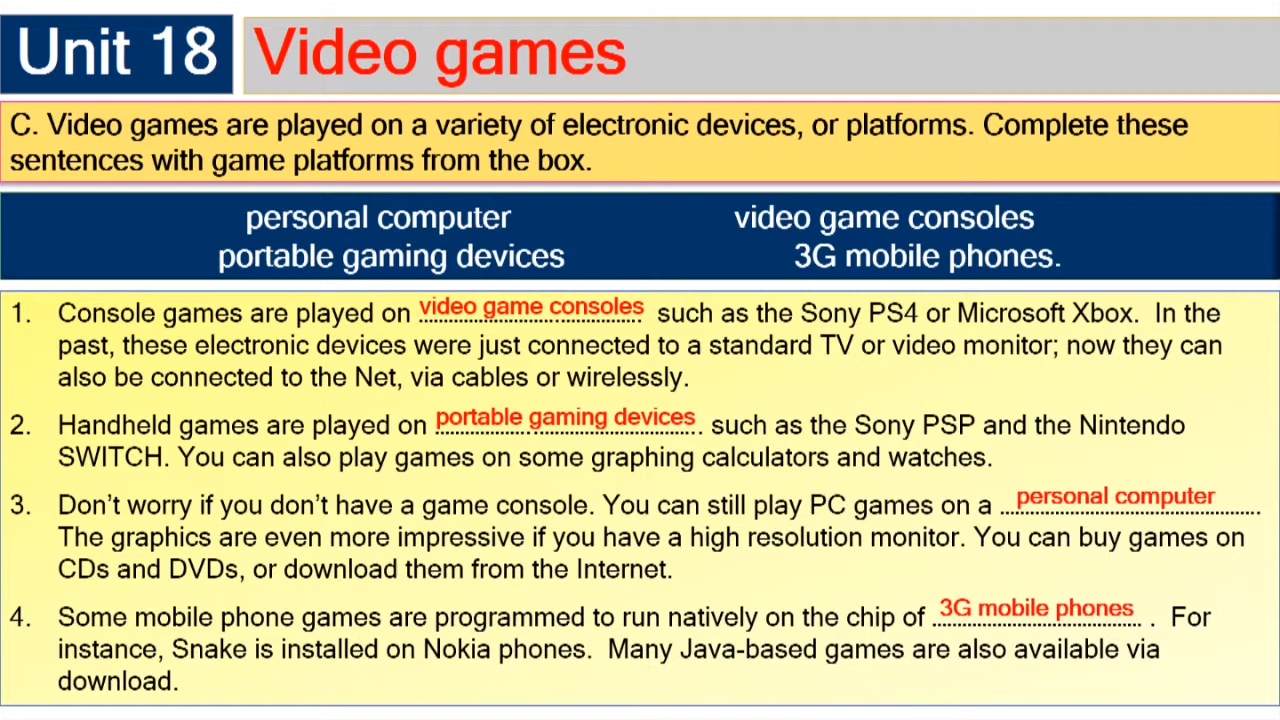 Unit 18
Video games
C. Video games are played on a variety of electronic devices, or platforms. Complete these
sentences with game platforms from the box.
personal computer video game consoles
portable gaming devices 3G mobile phones.
1. Console games are played on video game consoles such as the Sony PS4 or Microsoft Xbox. In the
past, these electronic devices were just connected to a standard TV or video monitor; now they can
also be connected to the Net, via cables or wirelessly.
2. Handheld games are played on portable gaming devices. such as the Sony PSP and the Nintendo
SWITCH. You can also play games on some graphing calculators and watches.
3. Don’t worry if you don’t have a game console. You can still play PC games on a personal computer.
The graphics are even more impressive if you have a high resolution monitor. You can buy games on
CDs and DVDs, or download them from the Internet.
4. Some mobile phone games are programmed to run natively on the chip of 3G mobile phones . For
instance, Snake is installed on Nokia phones. Many Java-based games are also available via
download.